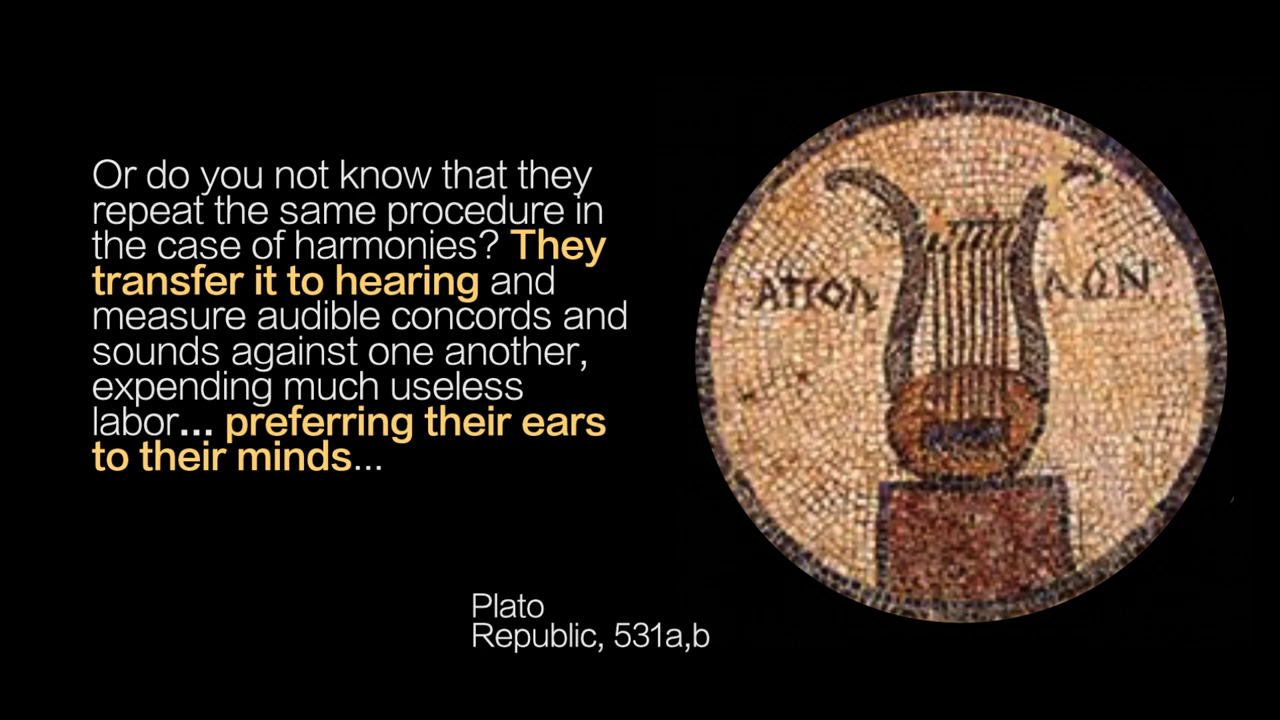 Or do you not know that they
repeat the same procedure in
the case of harmonies? They
transfer it to hearing and
measure audible concords and
sounds against one another,
expending much useless
labor... preferring their ears
to their minds...
Plato
Republic, 531a,b
ΑΠΟΛ
ΛΩΝ